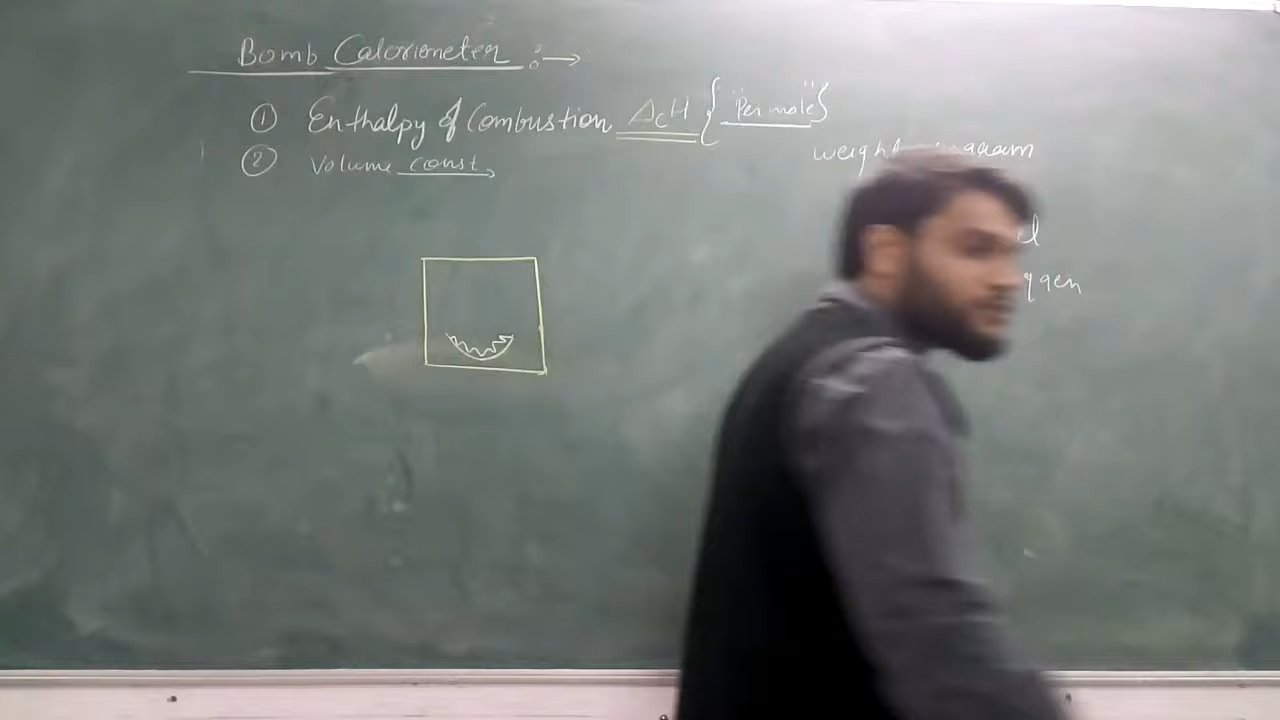 Bomb Calorimeter :→
① Enthalpy of Combustion ΔcH { "Per mole" }
② Volume const.